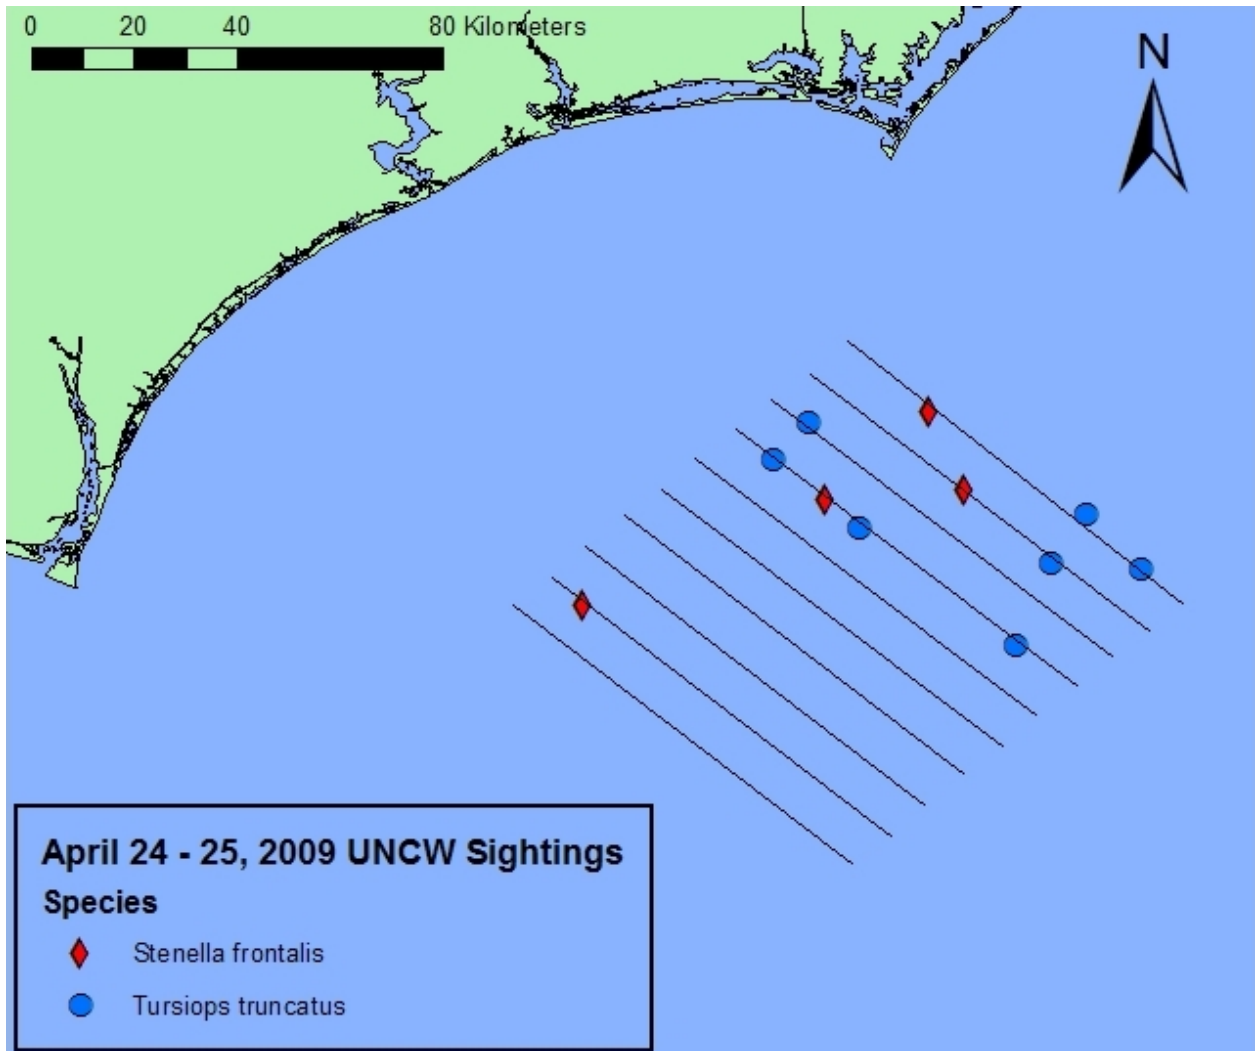 0 20 40 80 Kilometers
N
April 24 - 25, 2009 UNCW Sightings
Species
Stenella frontalis
Tursiops truncatus